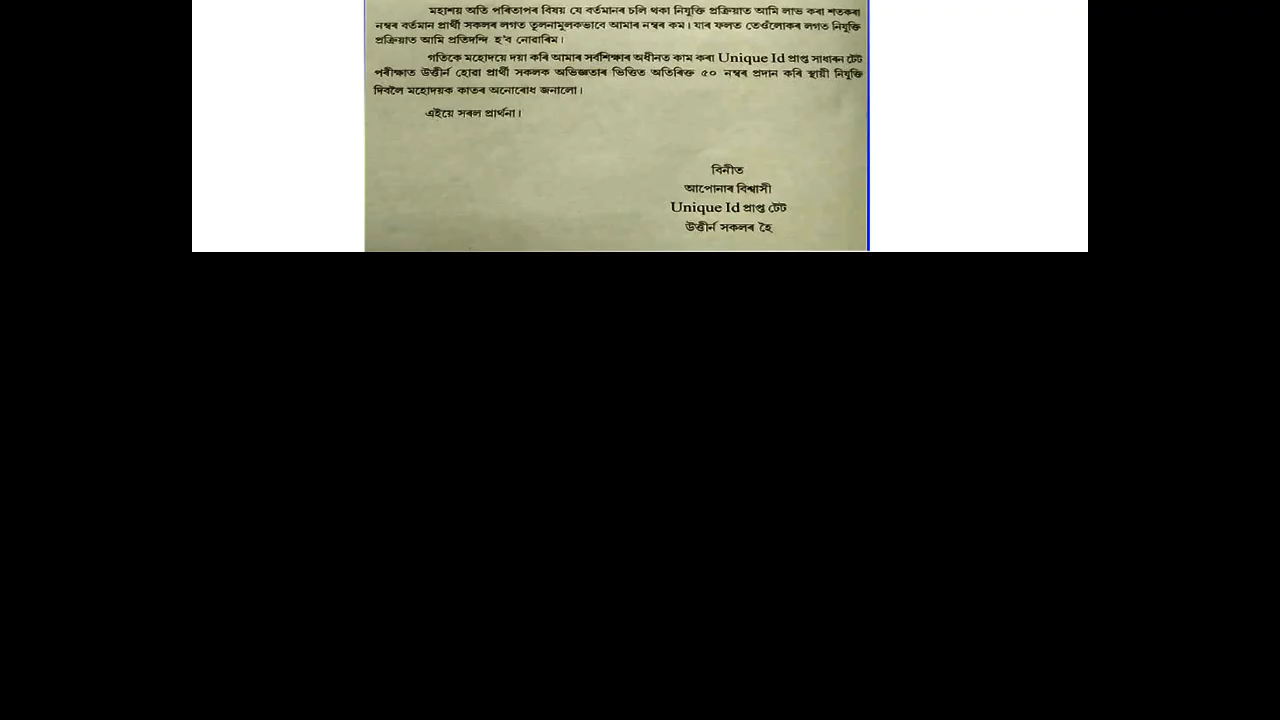 মহাশয় অতি পৰিতাপৰ বিষয় যে বৰ্তমানৰ চলি থকা নিযুক্তি প্ৰক্ৰিয়াত আমি লাভ কৰা শতকৰা
নম্বৰ বৰ্তমান প্ৰাৰ্থী সকলৰ লগত তুলনামুলকভাবে আমাৰ নম্বৰ কম। যাৰ ফলত তেওঁলোকৰ লগত নিযুক্তি
প্ৰক্ৰিয়াত আমি প্ৰতিদন্দি হ'ব নোৱাৰিম।
গতিকে মহোদয়ে দয়া কৰি আমাৰ সৰ্বশিক্ষাৰ অধীনত কাম কৰা Unique Id প্ৰাপ্ত সাধাৰন টেট
পৰীক্ষাত উত্তীৰ্ন হোৱা প্ৰাৰ্থী সকলক অভিজ্ঞতাৰ ভিত্তিত অতিৰিক্ত ৫০ নম্বৰ প্ৰদান কৰি স্থায়ী নিযুক্তি
দিবলৈ মহোদয়ক কাতৰ অনোৰোধ জনালো।
এইয়ে সৰল প্ৰাৰ্থনা।
বিনীত
আপোনাৰ বিশ্বাসী
Unique Id প্ৰাপ্ত টেট
উত্তীৰ্ন সকলৰ হৈ